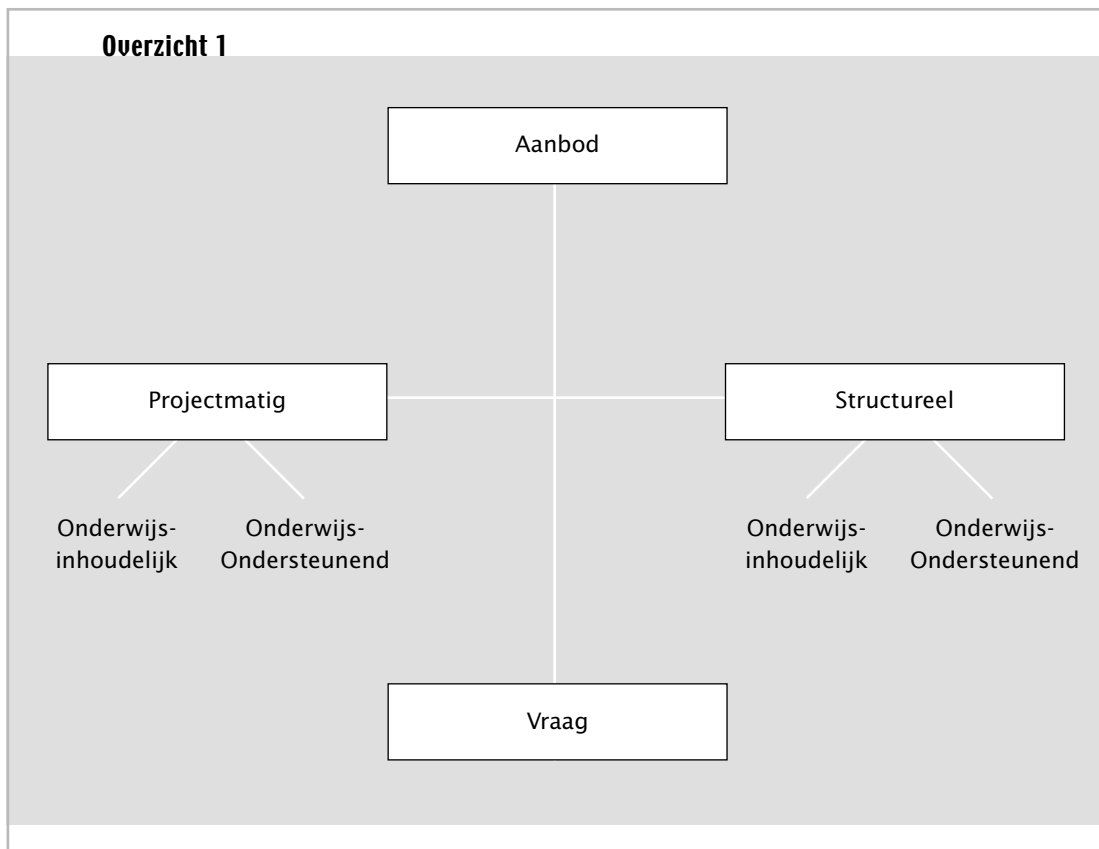 Overzicht 1
Aanbod
Projectmatig
Structureel
Onderwijs-
inhoudelijk
Onderwijs-
Ondersteunend
Onderwijs-
inhoudelijk
Onderwijs-
Ondersteunend
Vraag